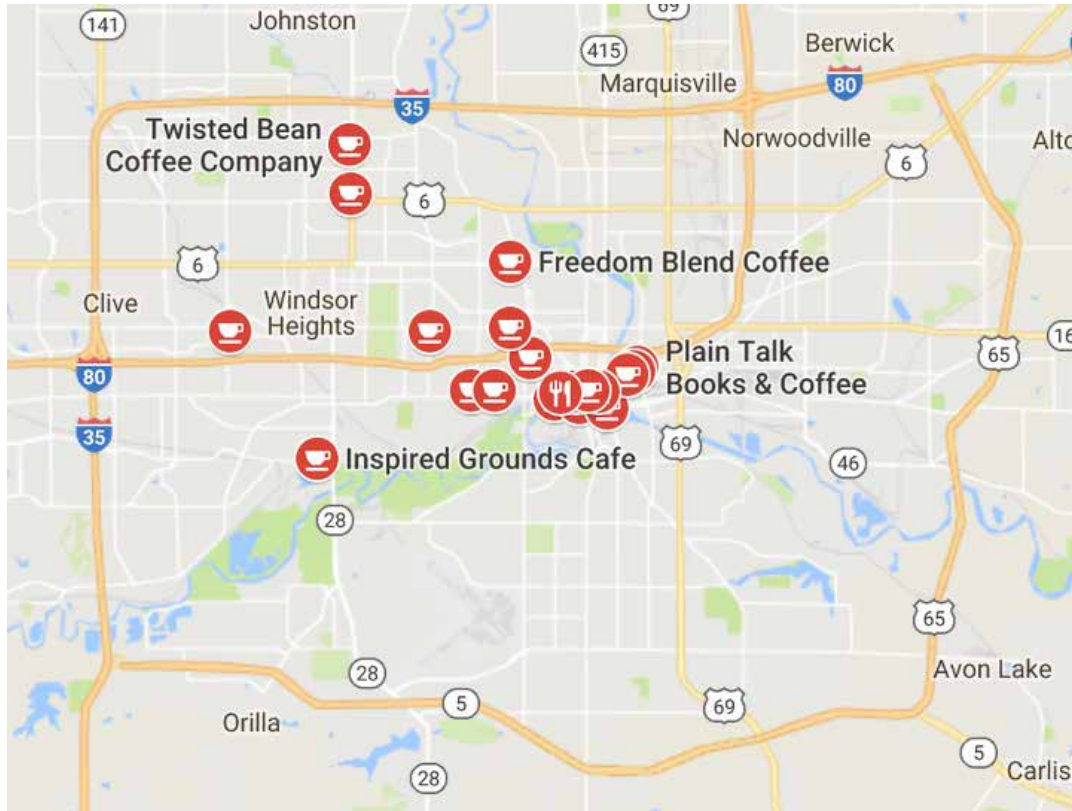 141
Johnston
69
415
Berwick
Marquisville
80
35
Twisted Bean
Coffee Company
Norwoodville
6
6
6
Freedom Blend Coffee
Clive
Windsor
Heights
Plain Talk
Books & Coffee
65
80
35
69
46
Inspired Grounds Cafe
28
65
28
Avon Lake
5
69
Orilla
5
28